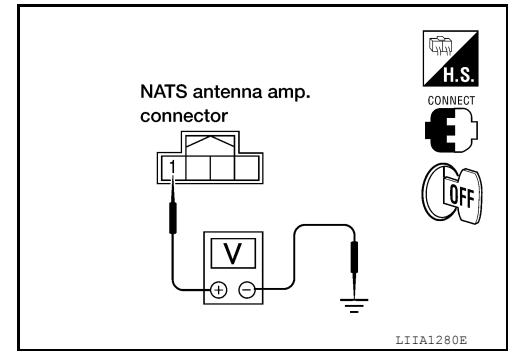 NATS antenna amp.
connector
H.S.
CONNECT
1
OFF
V
+ −
LIIA1280E